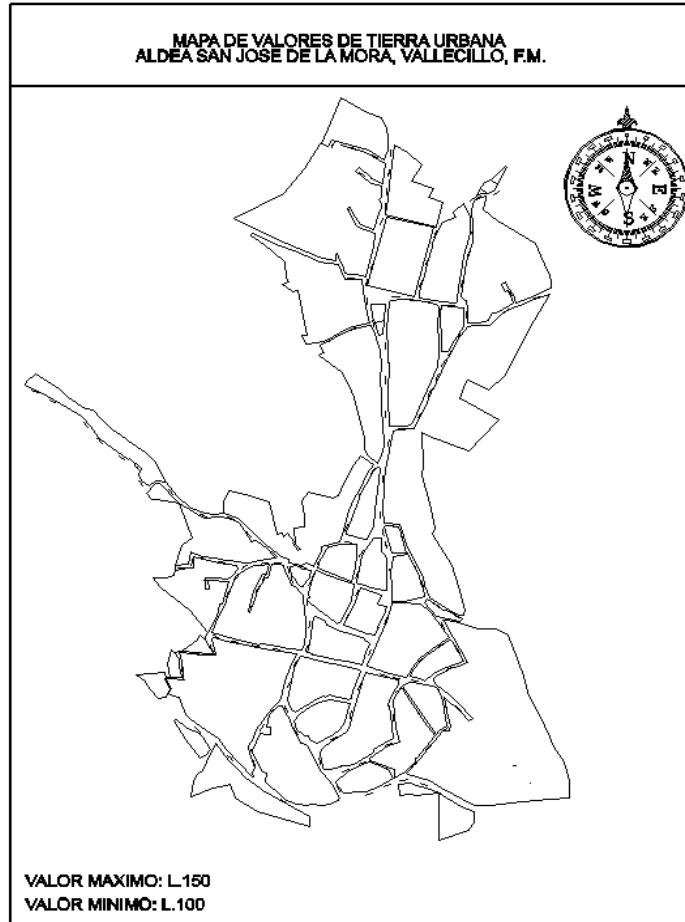 MAPA DE VALORES DE TIERRA URBANA
ALDEA SAN JOSE DE LA MORA, VALLECILLO, F.M.
N
M E
S
VALOR MAXIMO: L.150
VALOR MINIMO: L.100